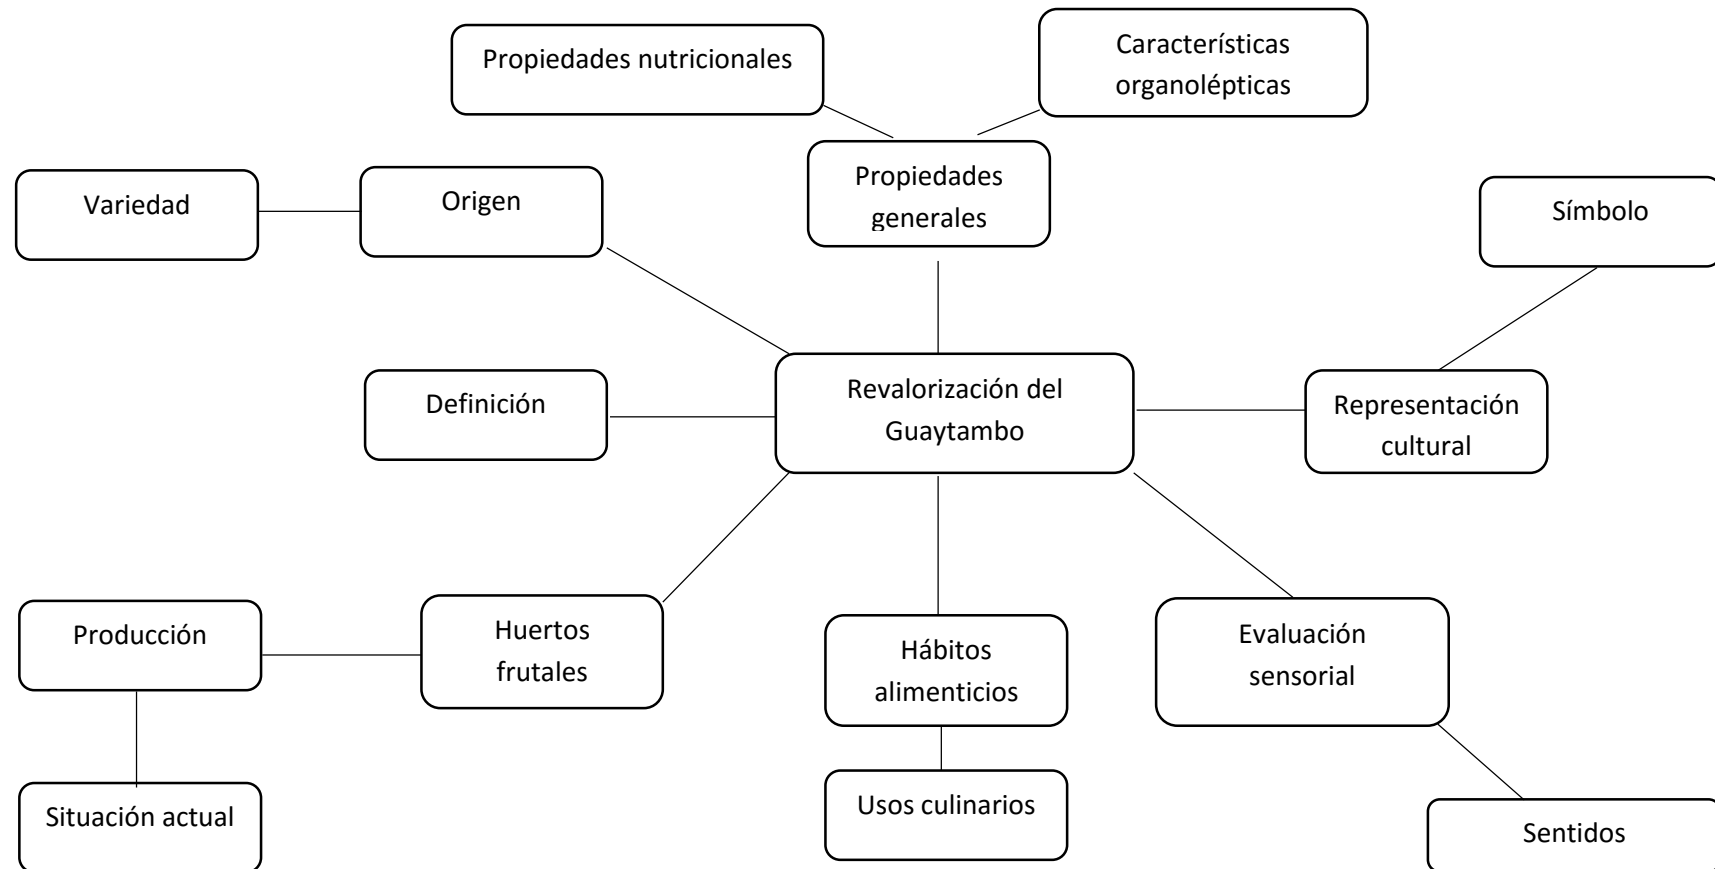 Propiedades nutricionales
Características
organolépticas
Propiedades
generales
Variedad
Origen
Símbolo
Definición
Revalorización del
Guaytambo
Representación
cultural
Producción
Huertos
frutales
Hábitos
alimenticios
Evaluación
sensorial
Situación actual
Usos culinarios
Sentidos